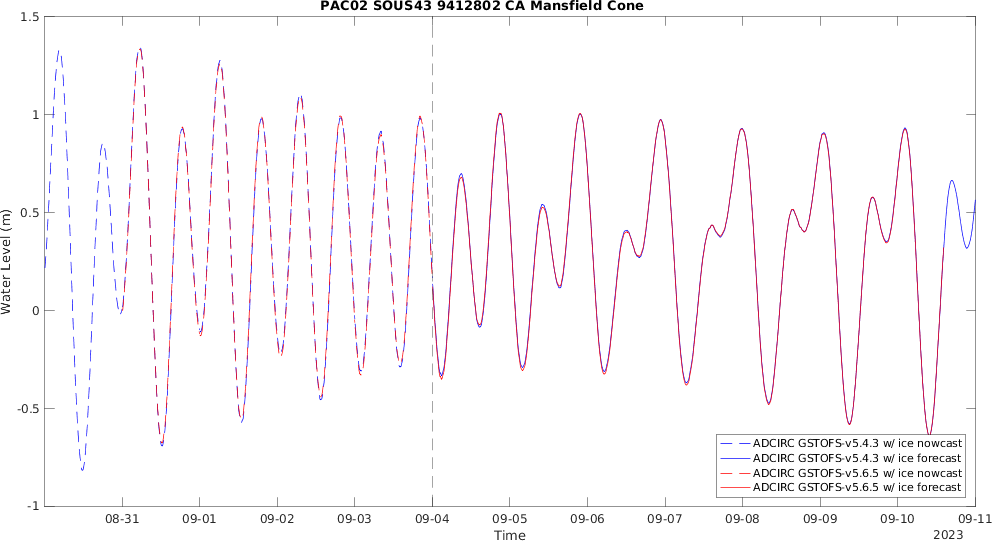 PAC02 SOUS43 9412802 CA Mansfield Cone
1.5
1
0.5
0
-0.5
-1
Water Level (m)
08-31
09-01
09-02
09-03
09-04
09-05
09-06
09-07
09-08
09-09
09-10
09-11
Time
2023
ADCIRC GSTOFS-v5.4.3 w/ ice nowcast
ADCIRC GSTOFS-v5.4.3 w/ ice forecast
ADCIRC GSTOFS-v5.6.5 w/ ice nowcast
ADCIRC GSTOFS-v5.6.5 w/ ice forecast